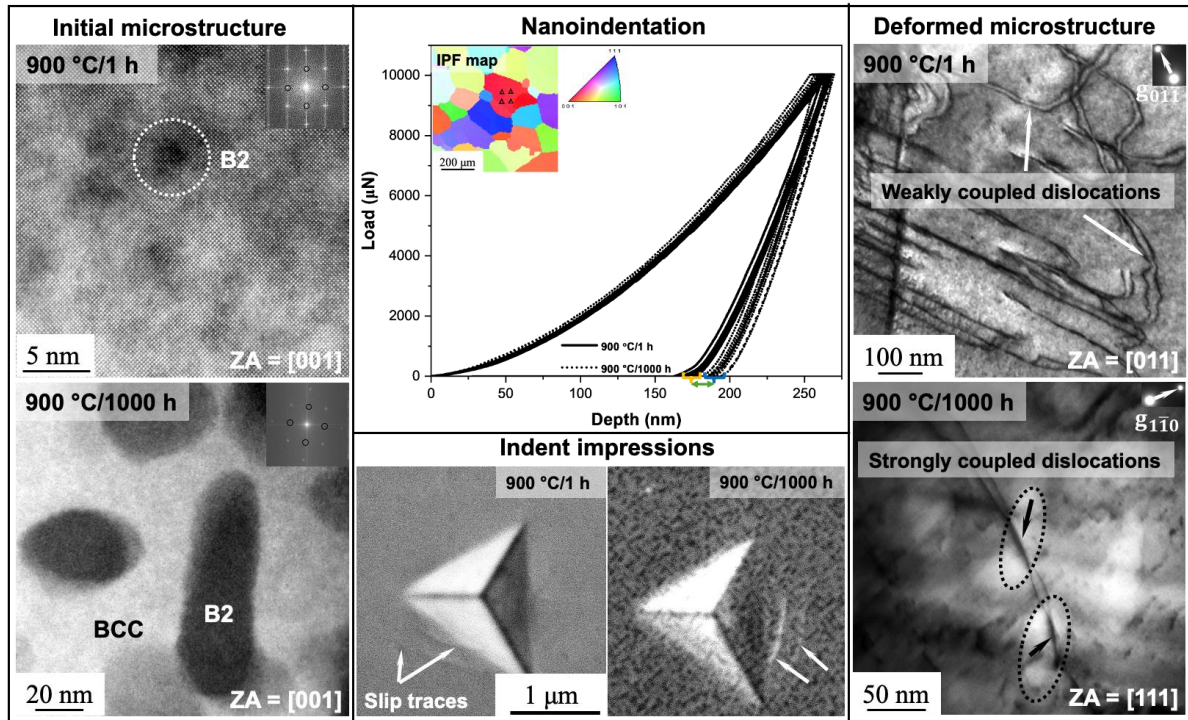 Initial microstructure
900 °C/1 h
B2
5 nm
ZA = [001]
900 °C/1000 h
BCC
B2
20 nm
ZA = [001]
Nanoindentation
IPF map
111
001
101
200 μm
Load (μN)
10000
8000
6000
4000
2000
0
900 °C/1 h
900 °C/1000 h
0
50
100
150
200
250
Depth (nm)
Indent impressions
900 °C/1 h
Slip traces
1 μm
900 °C/1000 h
Deformed microstructure
900 °C/1 h
g01̅1̅
Weakly coupled dislocations
100 nm
ZA = [011]
900 °C/1000 h
g11̅0
Strongly coupled dislocations
50 nm
ZA = [111]